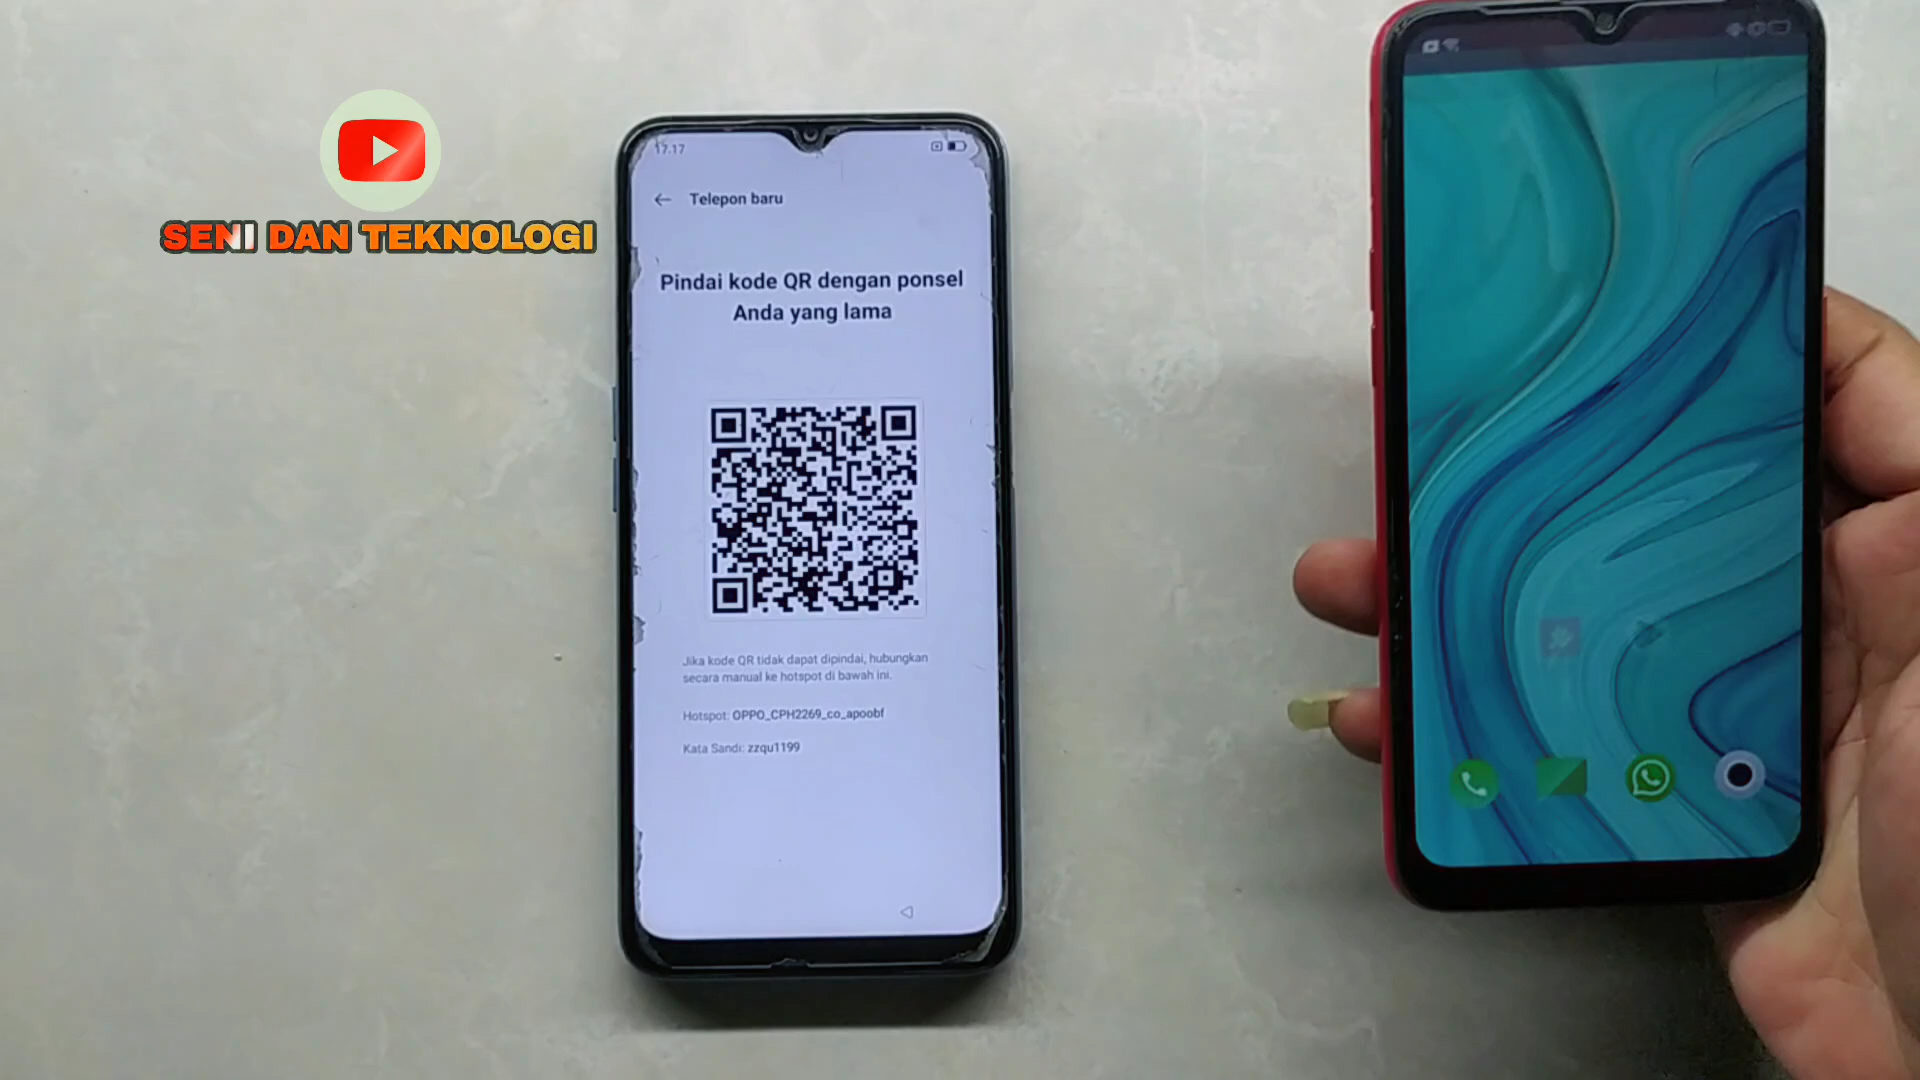 SENI DAN TEKNOLOGI
17.17
Telepon baru
Pindai kode QR dengan ponsel
Anda yang lama
Jika kode QR tidak dapat dipindai, hubungkan
secara manual ke hotspot di bawah ini.
Hotspot: OPPO_CPH2269_co_apoobf
Kata Sandi: zzqu1199